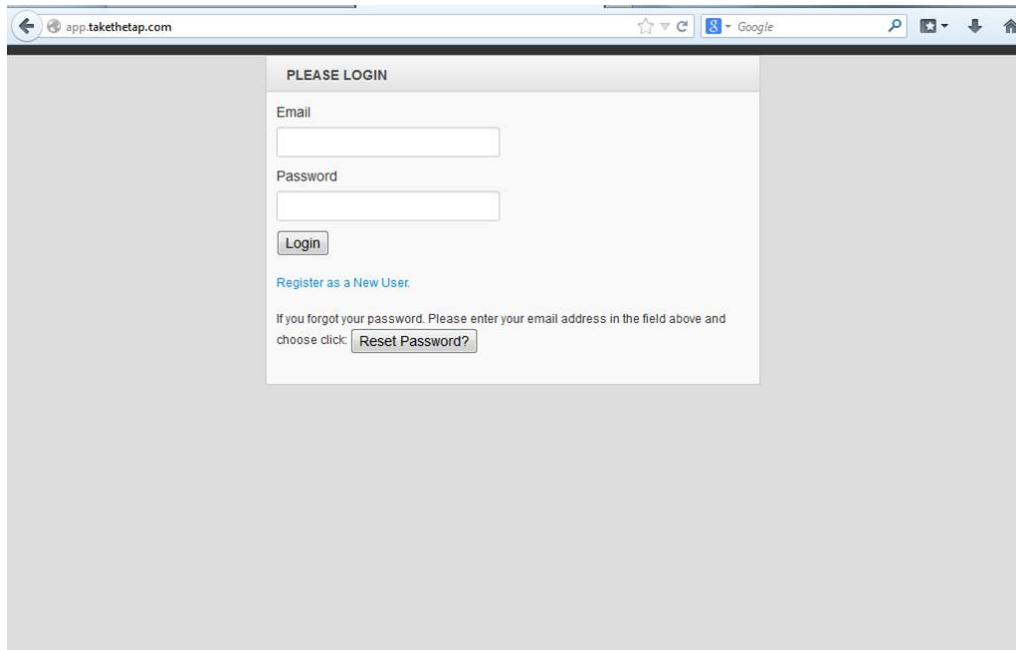 app.takethetap.com
Google
PLEASE LOGIN
Email
Password
Login
Register as a New User.
If you forgot your password. Please enter your email address in the field above and
choose click: Reset Password?